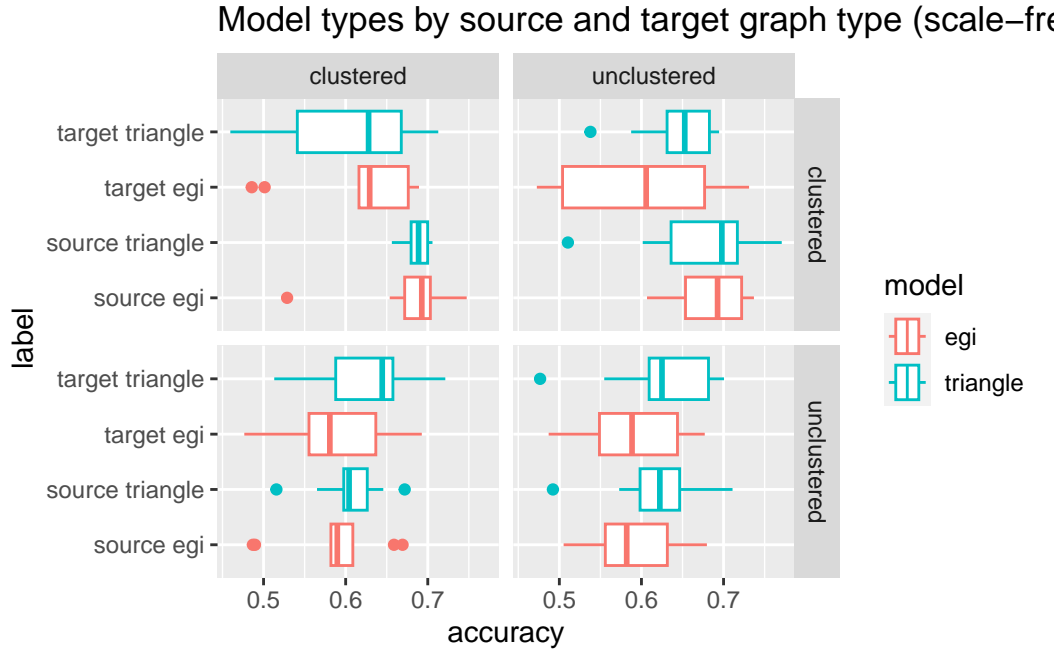 Model types by source and target graph type (scale−fre
clustered
unclustered
target triangle
target egi
source triangle
source egi
clustered
target triangle
target egi
source triangle
source egi
unclustered
0.5
0.6
0.7
0.5
0.6
0.7
accuracy
label
model
egi
triangle